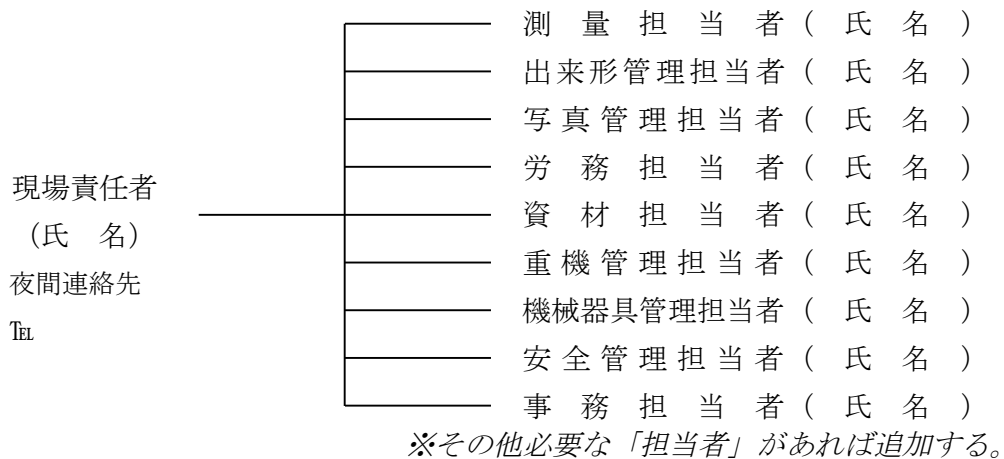 現場責任者
（氏　名）
夜間連絡先
℡
測　量　担　当　者（　氏　名　）
出来形管理担当者（　氏　名　）
写真管理担当者（　氏　名　）
労　務　担　当　者（　氏　名　）
資　材　担　当　者（　氏　名　）
重機管理担当者（　氏　名　）
機械器具管理担当者（　氏　名　）
安全管理担当者（　氏　名　）
事　務　担　当　者（　氏　名　）
※その他必要な「担当者」があれば追加する。